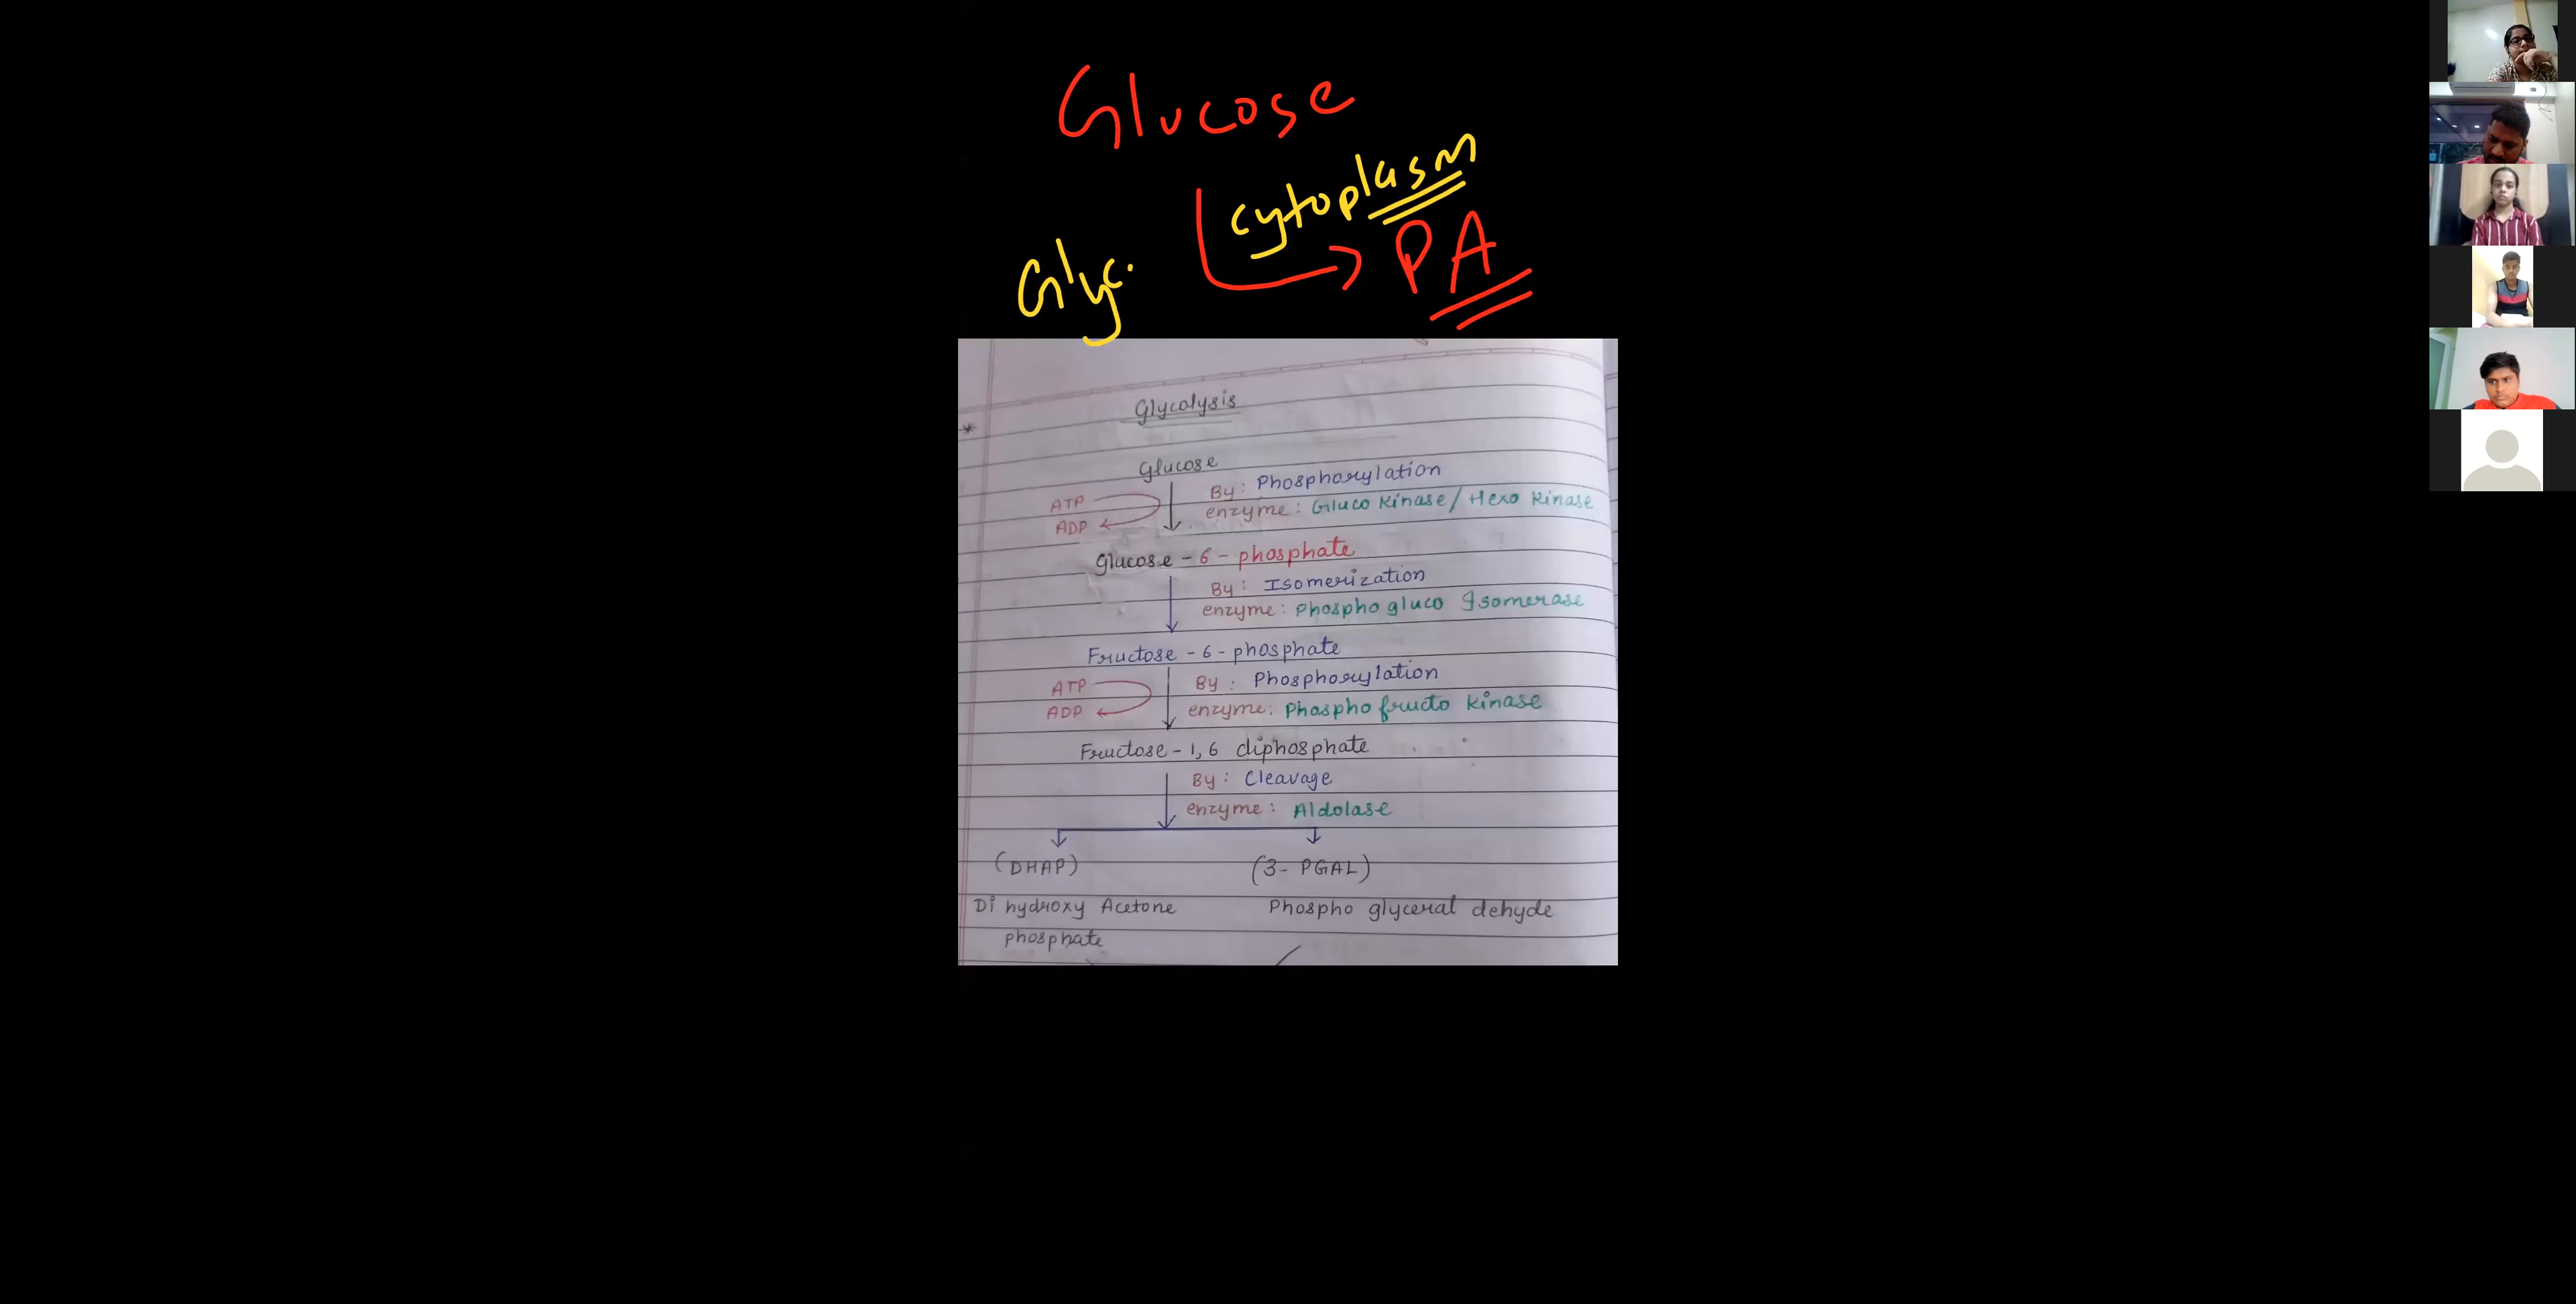 Glucose
cytoplasm
PA
Glyc.
Glycolysis
*
Glucose
By: Phosphorylation
ATP
enzyme: Gluco Kinase/Hexo Kinase
ADP
Glucose-6-phosphate
By: Isomerization
enzyme: Phospho gluco Isomerase
Fructose-6-phosphate
ATP
By: Phosphorylation
ADP
enzyme: Phospho fructo kinase
Fructose-1,6 diphosphate
By: Cleavage
enzyme: Aldolase
(DHAP) (3-PGAL)
Di hydroxy Acetone Phospho glyceral dehyde
phosphate